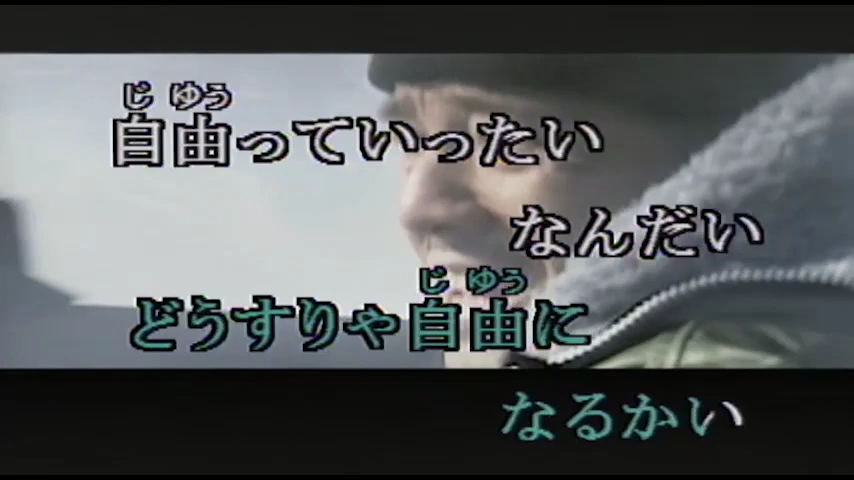 じゆう
自由っていったい
なんだい
じゆう
どうすりゃ自由に
なるかい